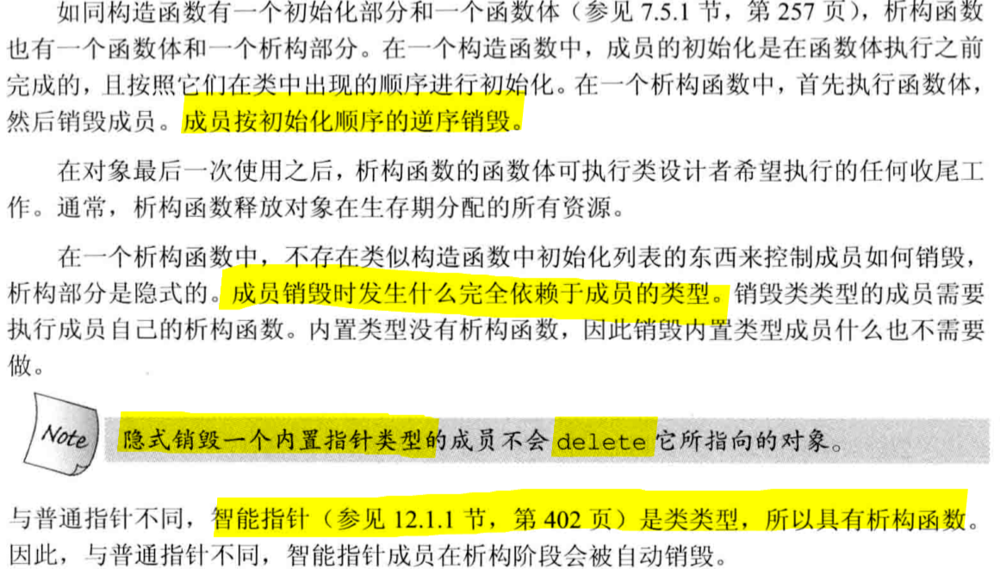 如同构造函数有一个初始化部分和一个函数体（参见 7.5.1 节，第 257 页），析构函数
也有一个函数体和一个析构部分。在一个构造函数中，成员的初始化是在函数体执行之前
完成的，且按照它们在类中出现的顺序进行初始化。在一个析构函数中，首先执行函数体，
然后销毁成员。成员按初始化顺序的逆序销毁。
在对象最后一次使用之后，析构函数的函数体可执行类设计者希望执行的任何收尾工
作。通常，析构函数释放对象在生存期分配的所有资源。
在一个析构函数中，不存在类似构造函数中初始化列表的东西来控制成员如何销毁，
析构部分是隐式的。成员销毁时发生什么完全依赖于成员的类型。销毁类类型的成员需要
执行成员自己的析构函数。内置类型没有析构函数，因此销毁内置类型成员什么也不需要
做。
Note 隐式销毁一个内置指针类型的成员不会 delete 它所指向的对象。
与普通指针不同，智能指针（参见 12.1.1 节，第 402 页）是类类型，所以具有析构函数。
因此，与普通指针不同，智能指针成员在析构阶段会被自动销毁。